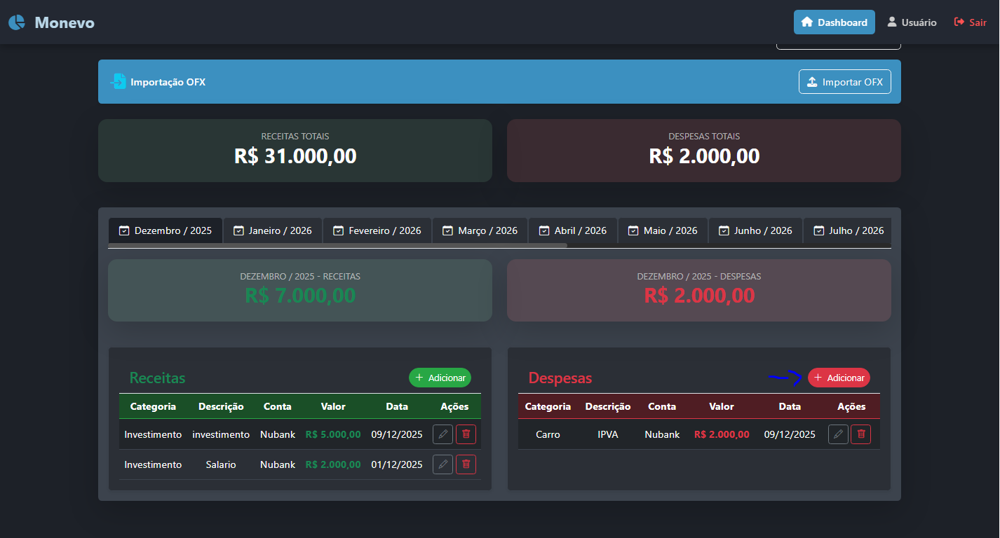 Monevo
Dashboard Usuário Sair
Importação OFX Importar OFX
RECEITAS TOTAIS
R$ 31.000,00
DESPESAS TOTAIS
R$ 2.000,00
Dezembro / 2025 Janeiro / 2026 Fevereiro / 2026 Março / 2026 Abril / 2026 Maio / 2026 Junho / 2026 Julho / 2026
DEZEMBRO / 2025 - RECEITAS
R$ 7.000,00
DEZEMBRO / 2025 - DESPESAS
R$ 2.000,00
Receitas + Adicionar
Categoria Descrição Conta Valor Data Ações
Investimento investimento Nubank R$ 5.000,00 09/12/2025
Investimento Salario Nubank R$ 2.000,00 01/12/2025
Despesas + Adicionar
Categoria Descrição Conta Valor Data Ações
Carro IPVA Nubank R$ 2.000,00 09/12/2025